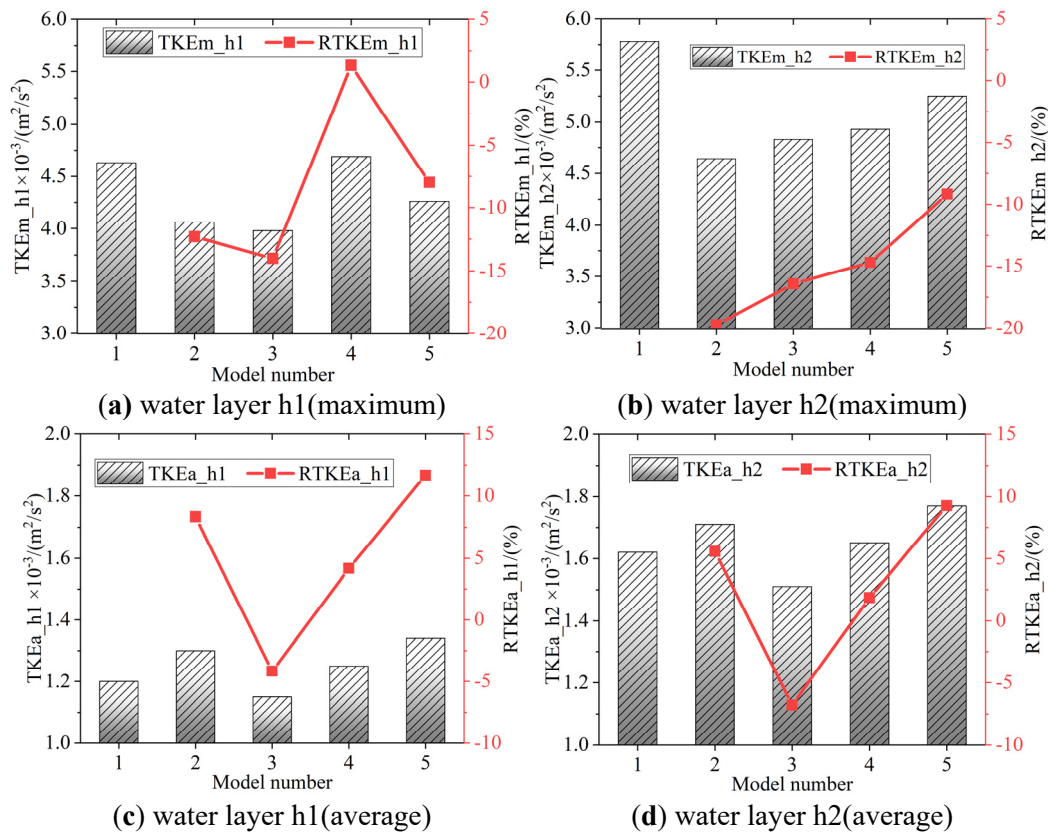 TKEm_h1 RTKEm_h1
TKEm_h1×10⁻³/(m²/s²)
6.0
5.5
5.0
4.5
4.0
3.5
3.0
5
0
-5
-10
-15
-20
RTKEm_h1/(%)
1 2 3 4 5
Model number
(a) water layer h1(maximum)
TKEm_h2 RTKEm_h2
TKEm_h2×10⁻³/(m²/s²)
6.0
5.5
5.0
4.5
4.0
3.5
3.0
5
0
-5
-10
-15
-20
RTKEm_h2/(%)
1 2 3 4 5
Model number
(b) water layer h2(maximum)
TKEa_h1 RTKEa_h1
TKEa_h1 ×10⁻³/(m²/s²)
2.0
1.8
1.6
1.4
1.2
1.0
15
10
5
0
-5
-10
RTKEa_h1/(%)
1 2 3 4 5
Model number
(c) water layer h1(average)
TKEa_h2 RTKEa_h2
TKEa_h2 ×10⁻³/(m²/s²)
2.0
1.8
1.6
1.4
1.2
1.0
15
10
5
0
-5
-10
RTKEa_h2/(%)
1 2 3 4 5
Model number
(d) water layer h2(average)